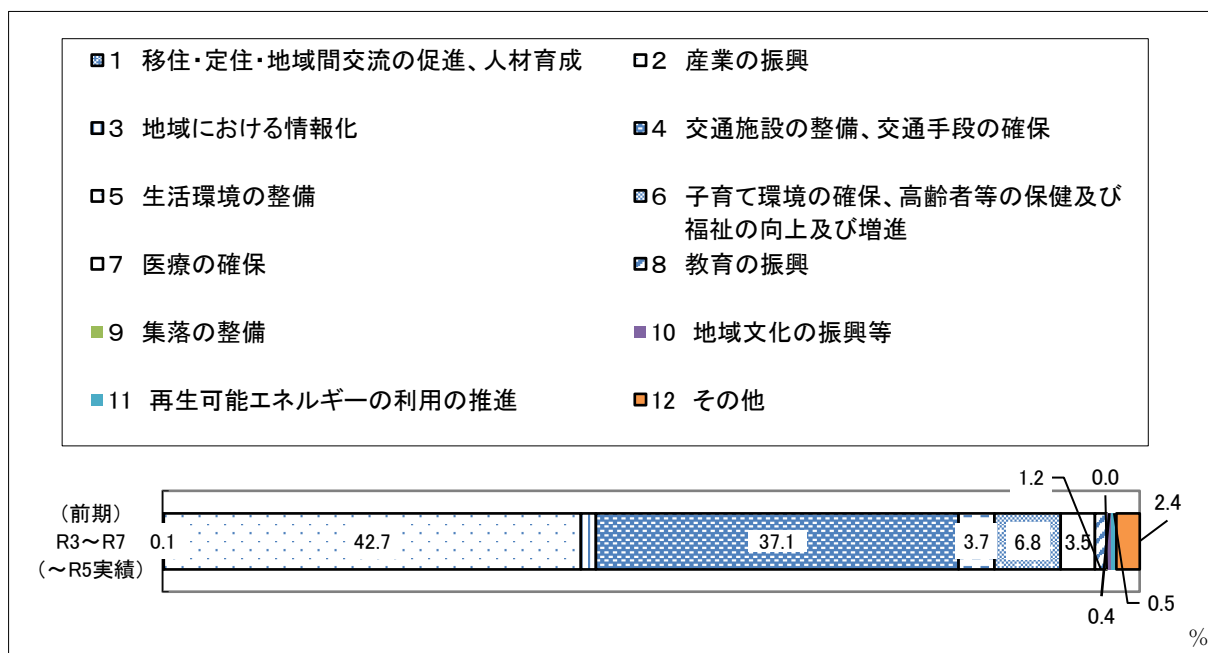 1 移住・定住・地域間交流の促進、人材育成
2 産業の振興
3 地域における情報化
4 交通施設の整備、交通手段の確保
5 生活環境の整備
6 子育て環境の確保、高齢者等の保健及び
福祉の向上及び増進
7 医療の確保
8 教育の振興
9 集落の整備
10 地域文化の振興等
11 再生可能エネルギーの利用の推進
12 その他
1.2
0.0
2.4
(前期)
R3~R7
(~R5実績)
0.1
42.7
37.1
3.7
6.8
3.5
0.4
0.5
%